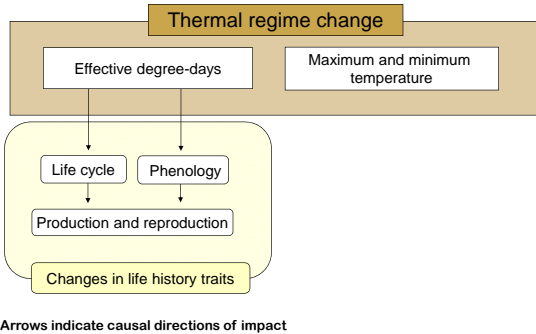 Thermal regime change
Effective degree-days
Maximum and minimum
temperature
Life cycle
Phenology
Production and reproduction
Changes in life history traits
Arrows indicate causal directions of impact